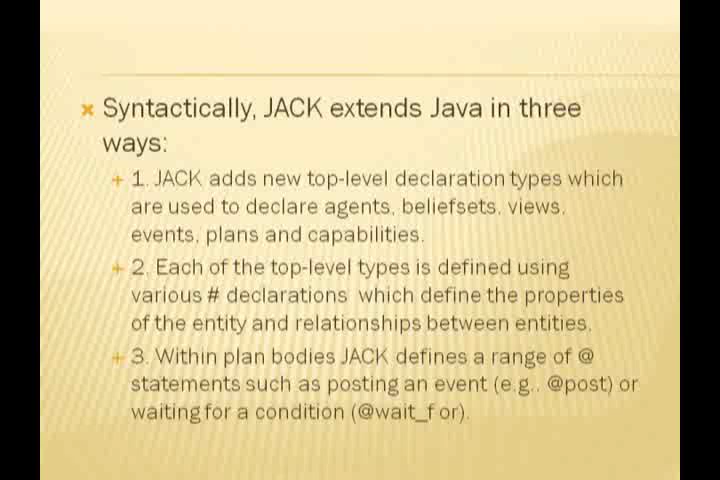 Syntactically, JACK extends Java in three
ways:
1. JACK adds new top-level declaration types which
are used to declare agents, beliefsets, views,
events, plans and capabilities.
2. Each of the top-level types is defined using
various # declarations which define the properties
of the entity and relationships between entities.
3. Within plan bodies JACK defines a range of @
statements such as posting an event (e.g., @post) or
waiting for a condition (@wait_f or).